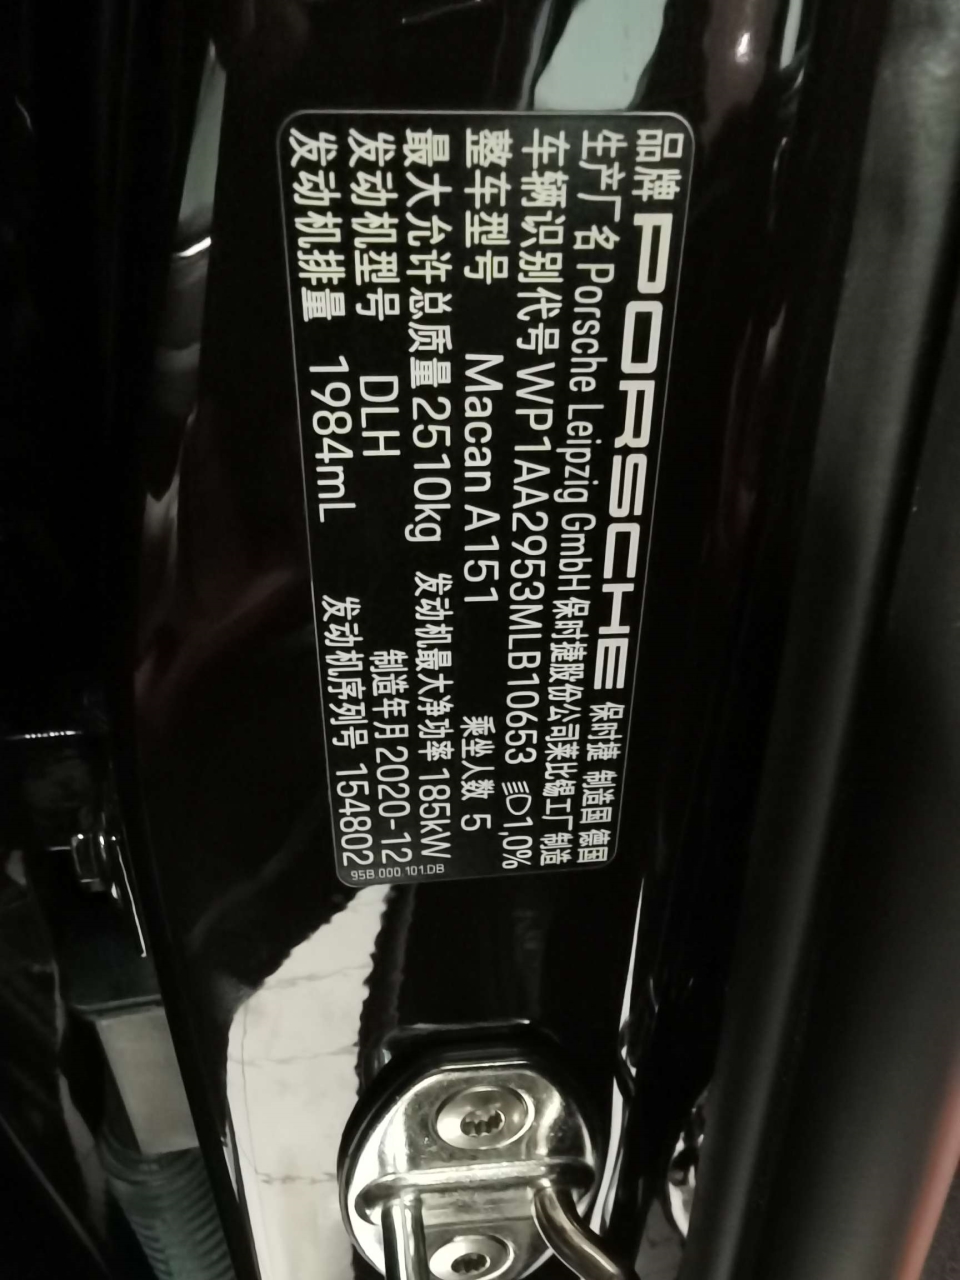 品牌 PORSCHE 保时捷 制造国 德国
生产厂名 Porsche Leipzig GmbH 保时捷股份公司莱比锡工厂 制造
车辆识别代号 WP1AA2953MLB10653 1,0%
整车型号 Macan A151 乘坐人数 5
最大允许总质量 2510kg 发动机最大净功率 185kW
发动机型号 DLH 制造年月 2020-12
发动机排量 1984mL 发动机序列号 154802
95B.000.101.DB